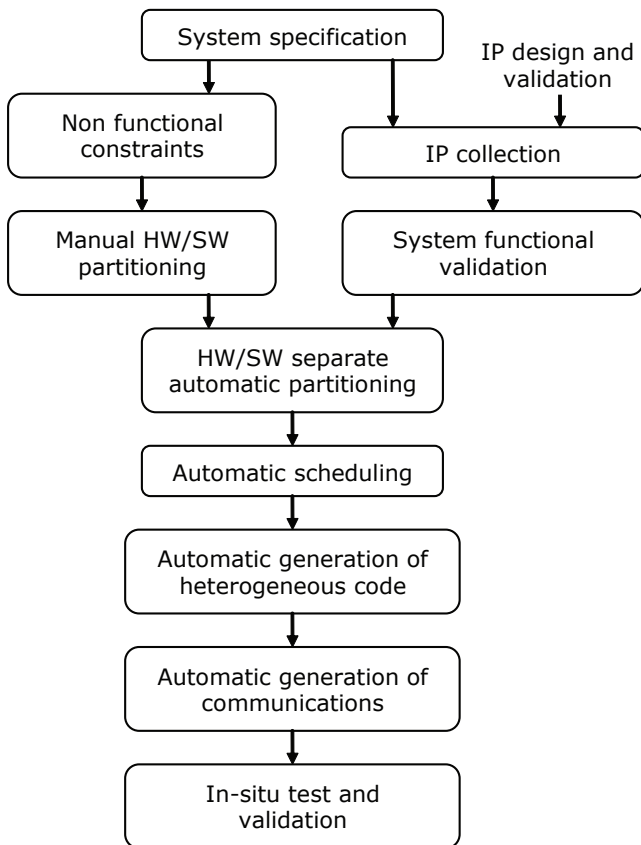 System specification
IP design and
validation
Non functional
constraints
IP collection
Manual HW/SW
partitioning
System functional
validation
HW/SW separate
automatic partitioning
Automatic scheduling
Automatic generation of
heterogeneous code
Automatic generation of
communications
In-situ test and
validation